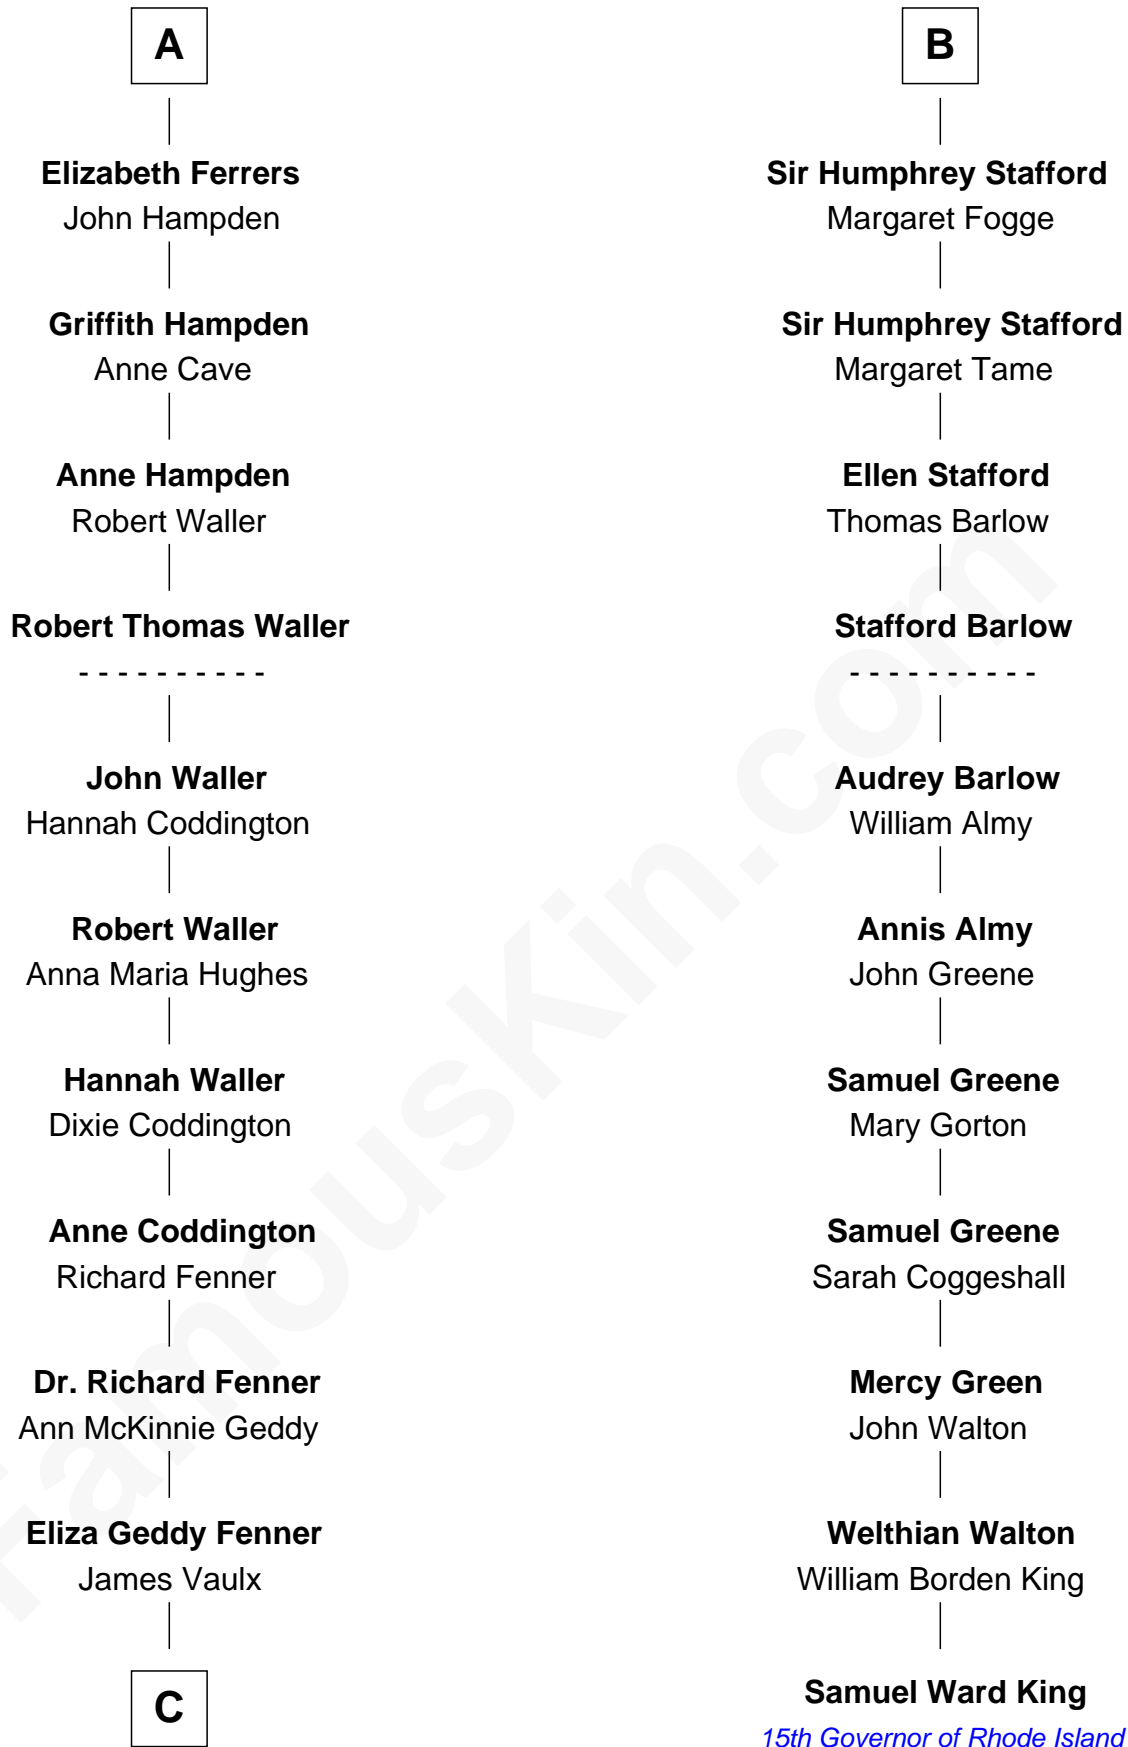 A
Elizabeth Ferrers
John Hampden
Griffith Hampden
Anne Cave
Anne Hampden
Robert Waller
Robert Thomas Waller
- - - - - - - - - -
John Waller
Hannah Coddington
Robert Waller
Anna Maria Hughes
Hannah Waller
Dixie Coddington
Anne Coddington
Richard Fenner
Dr. Richard Fenner
Ann McKinnie Geddy
Eliza Geddy Fenner
James Vaulx
C
B
Sir Humphrey Stafford
Margaret Fogge
Sir Humphrey Stafford
Margaret Tame
Ellen Stafford
Thomas Barlow
Stafford Barlow
- - - - - - - - - -
Audrey Barlow
William Almy
Annis Almy
John Greene
Samuel Greene
Mary Gorton
Samuel Greene
Sarah Coggeshall
Mercy Green
John Walton
Welthian Walton
William Borden King
Samuel Ward King
15th Governor of Rhode Island
FamousKin.com